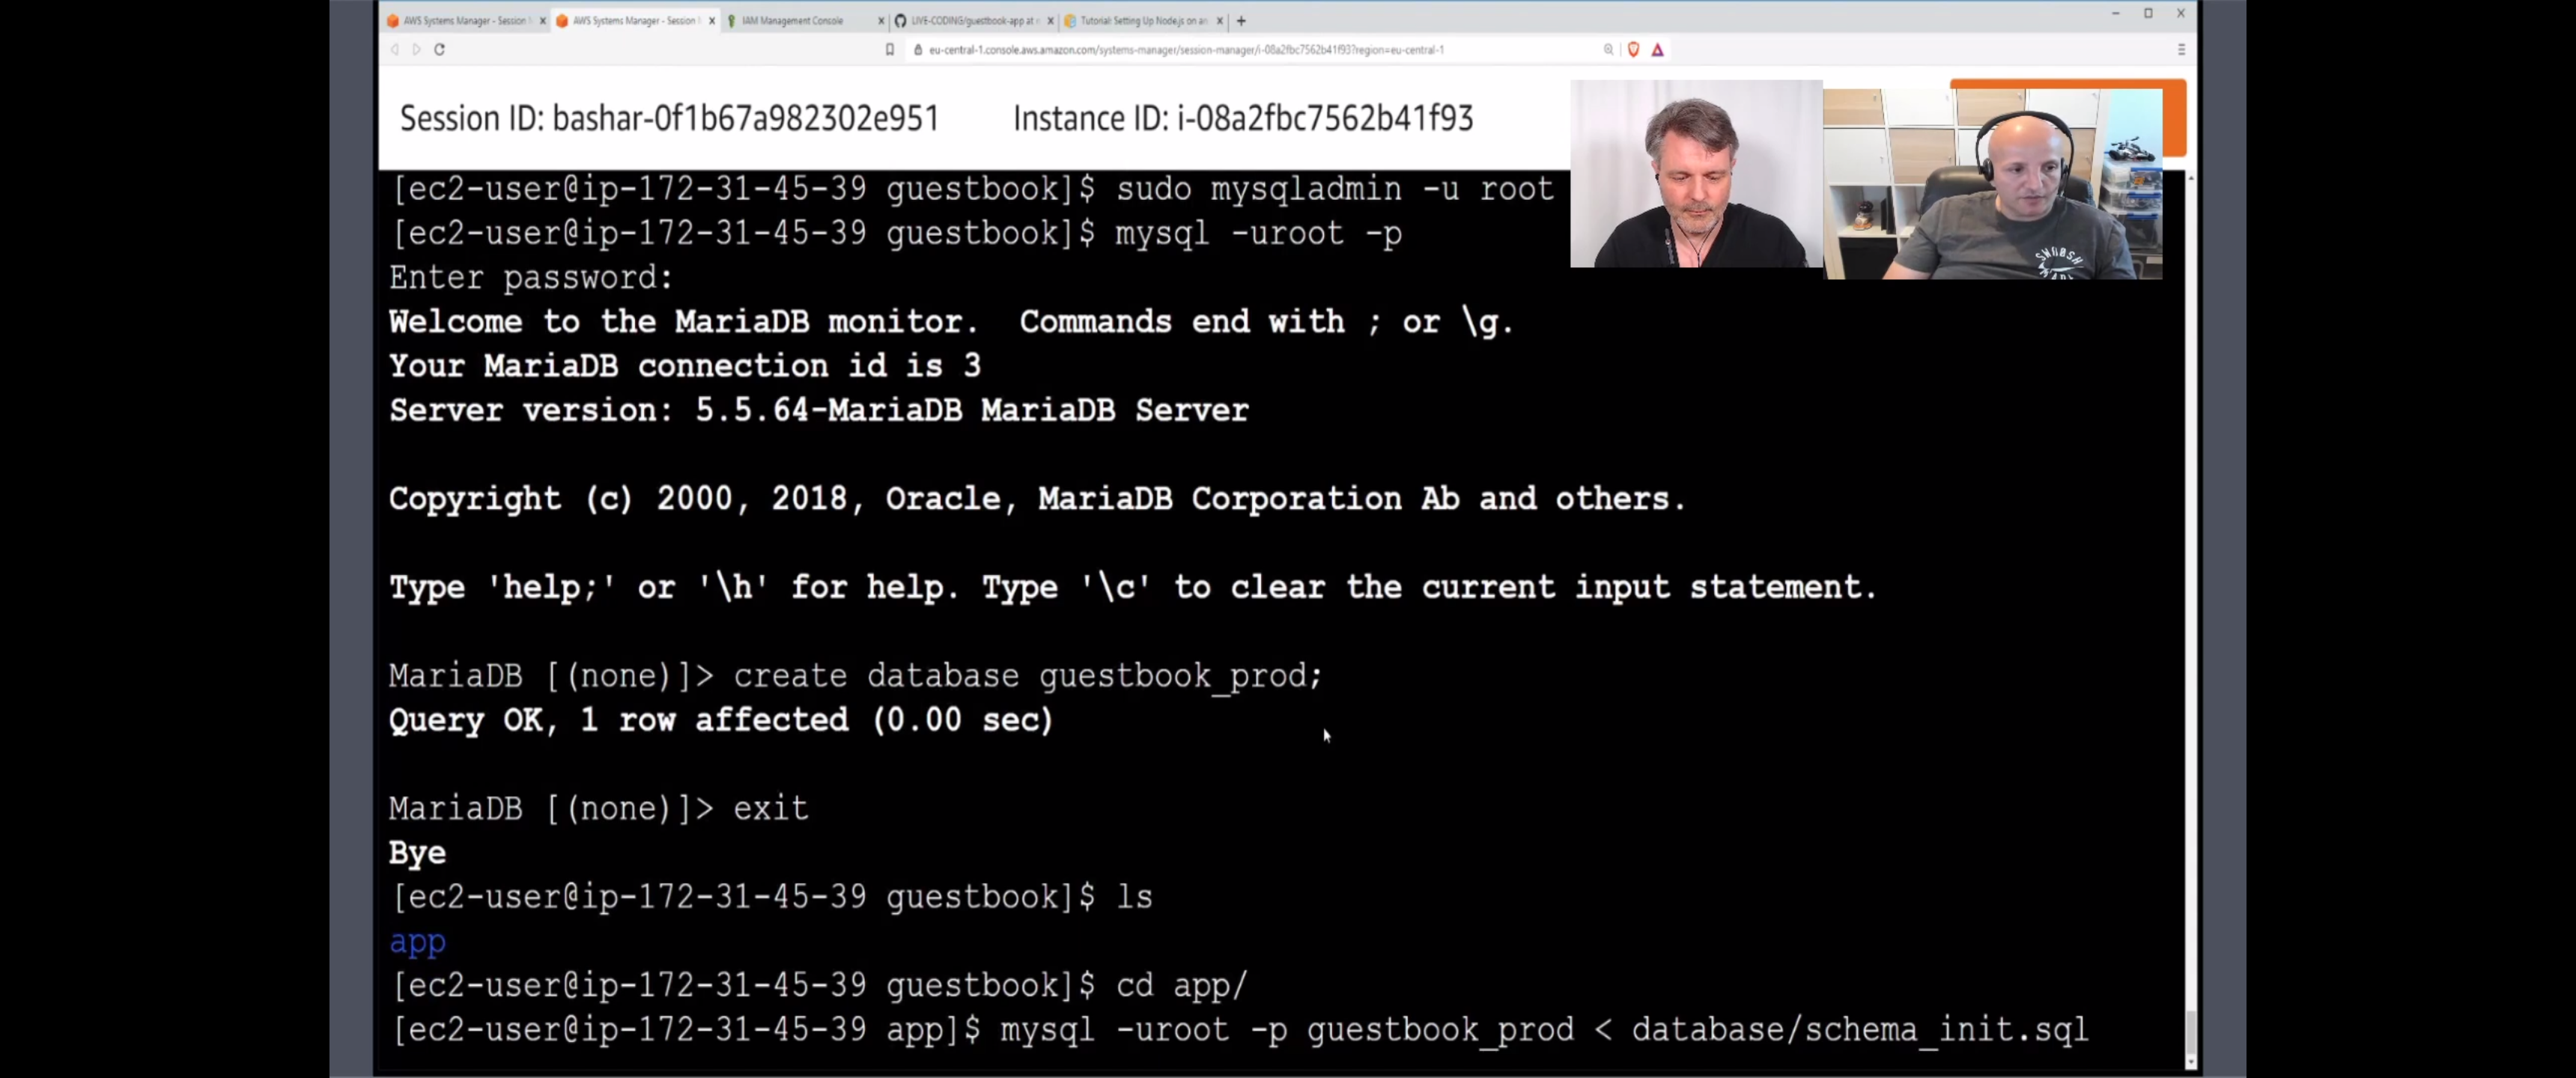 AWS Systems Manager - Session
AWS Systems Manager - Session
IAM Management Console
LIVE-CODING/guestbook-app at
Tutorial: Setting Up Node.js on an
eu-central-1.console.aws.amazon.com/systems-manager/session-manager/i-08a2fbc7562b41f93?region=eu-central-1
Session ID: bashar-0f1b67a982302e951 Instance ID: i-08a2fbc7562b41f93
[ec2-user@ip-172-31-45-39 guestbook]$ sudo mysqladmin -u root
[ec2-user@ip-172-31-45-39 guestbook]$ mysql -uroot -p
Enter password:
Welcome to the MariaDB monitor.  Commands end with ; or \g.
Your MariaDB connection id is 3
Server version: 5.5.64-MariaDB MariaDB Server
Copyright (c) 2000, 2018, Oracle, MariaDB Corporation Ab and others.
Type 'help;' or '\h' for help. Type '\c' to clear the current input statement.
MariaDB [(none)]> create database guestbook_prod;
Query OK, 1 row affected (0.00 sec)
MariaDB [(none)]> exit
Bye
[ec2-user@ip-172-31-45-39 guestbook]$ ls
app
[ec2-user@ip-172-31-45-39 guestbook]$ cd app/
[ec2-user@ip-172-31-45-39 app]$ mysql -uroot -p guestbook_prod < database/schema_init.sql